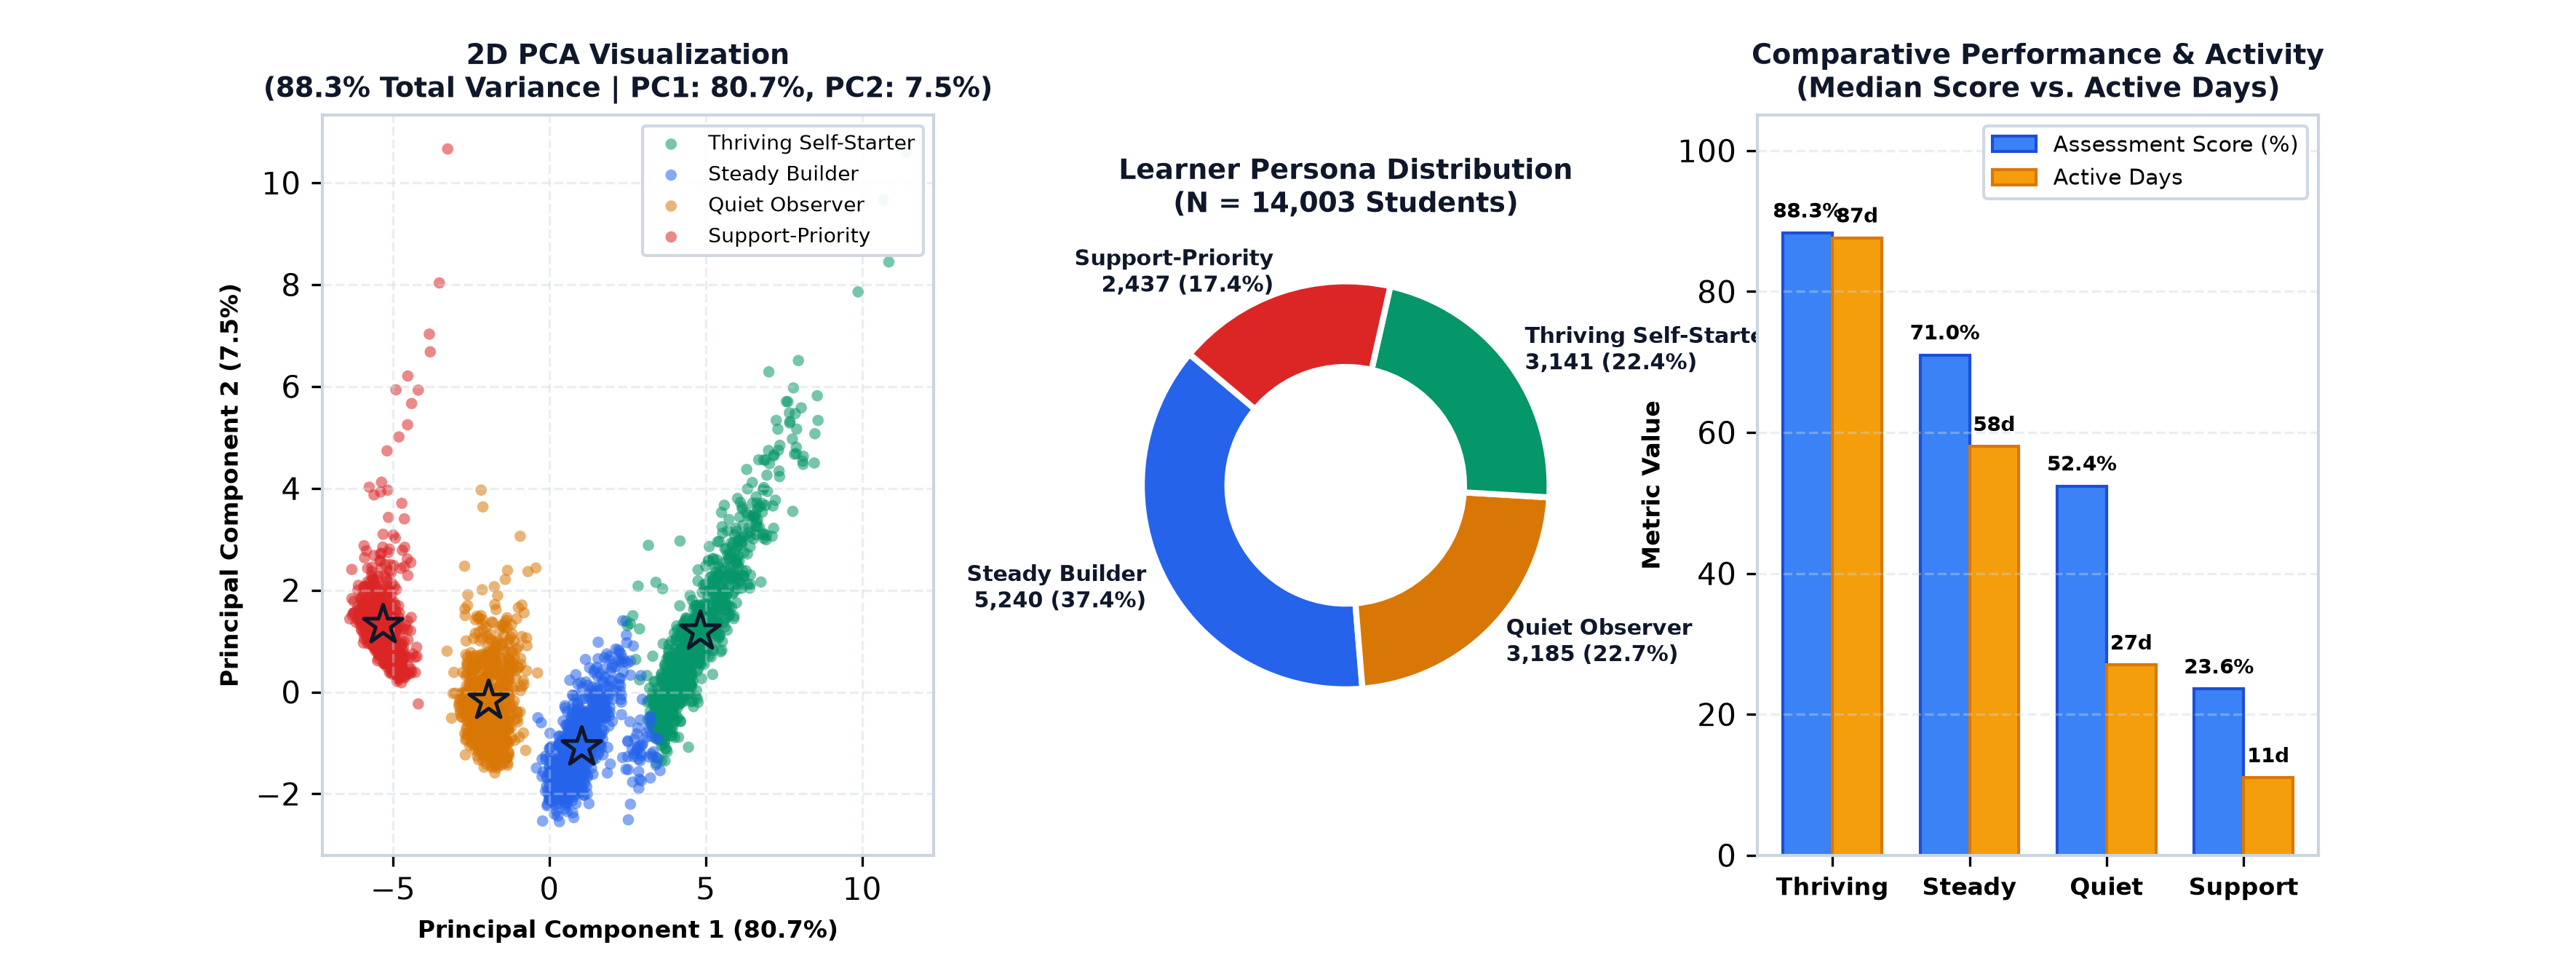 2D PCA Visualization
(88.3% Total Variance | PC1: 80.7%, PC2: 7.5%)
Thriving Self-Starter
Steady Builder
Quiet Observer
Support-Priority
10
8
6
4
2
0
−2
Principal Component 2 (7.5%)
−5
0
5
10
Principal Component 1 (80.7%)
Learner Persona Distribution
(N = 14,003 Students)
Support-Priority
2,437 (17.4%)
Thriving Self-Starte
3,141 (22.4%)
Steady Builder
5,240 (37.4%)
Quiet Observer
3,185 (22.7%)
Comparative Performance & Activity
(Median Score vs. Active Days)
Assessment Score (%)
Active Days
100
80
60
40
20
0
Metric Value
88.3%
87d
71.0%
58d
52.4%
27d
23.6%
11d
Thriving
Steady
Quiet
Support